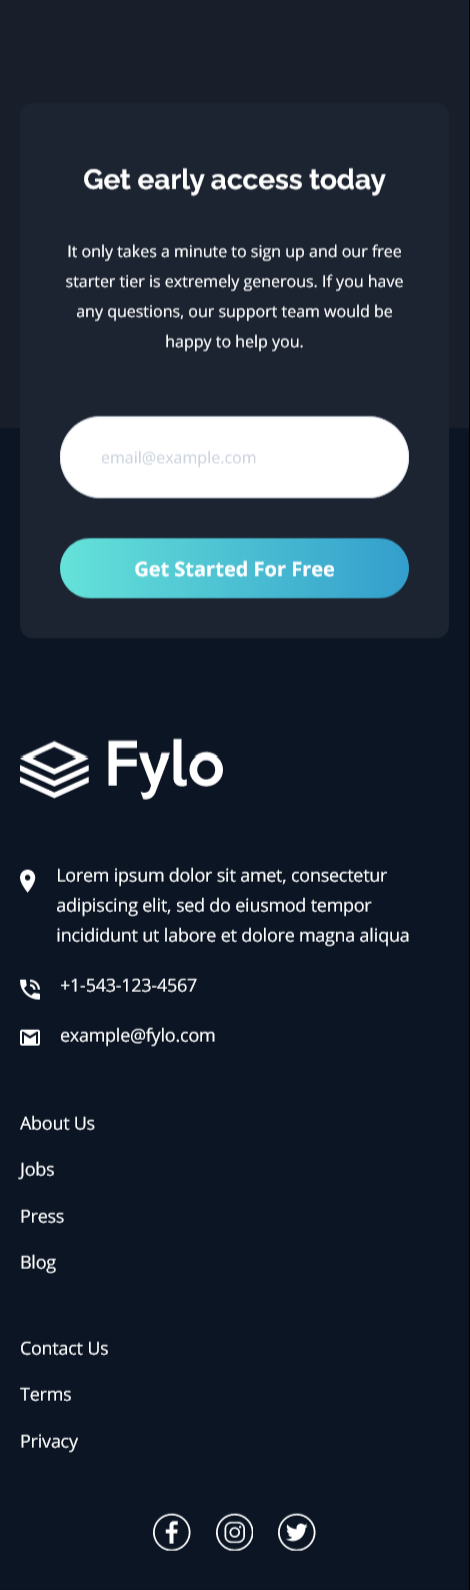 Get early access today
It only takes a minute to sign up and our free
starter tier is extremely generous. If you have
any questions, our support team would be
happy to help you.
email@example.com
Get Started For Free
Fylo
Lorem ipsum dolor sit amet, consectetur
adipiscing elit, sed do eiusmod tempor
incididunt ut labore et dolore magna aliqua
+1-543-123-4567
example@fylo.com
About Us
Jobs
Press
Blog
Contact Us
Terms
Privacy